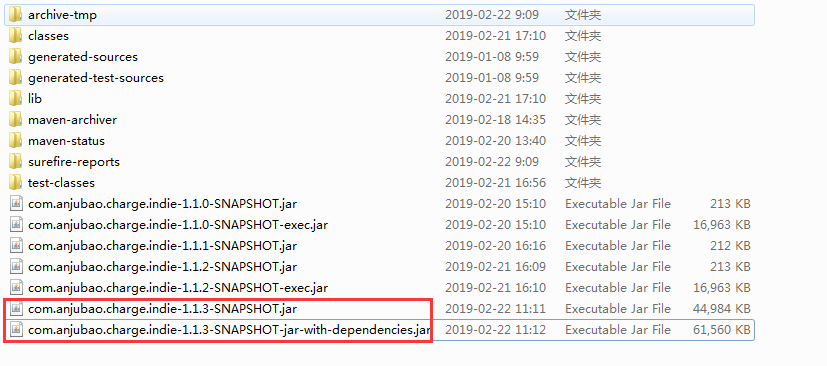 archive-tmp 2019-02-22 9:09 文件夹
classes 2019-02-21 17:10 文件夹
generated-sources 2019-01-08 9:59 文件夹
generated-test-sources 2019-01-08 9:59 文件夹
lib 2019-02-21 17:10 文件夹
maven-archiver 2019-02-18 14:35 文件夹
maven-status 2019-02-20 13:40 文件夹
surefire-reports 2019-02-22 9:09 文件夹
test-classes 2019-02-21 16:56 文件夹
com.anjubao.charge.indie-1.1.0-SNAPSHOT.jar 2019-02-20 15:10 Executable Jar File 213 KB
com.anjubao.charge.indie-1.1.0-SNAPSHOT-exec.jar 2019-02-20 15:10 Executable Jar File 16,963 KB
com.anjubao.charge.indie-1.1.1-SNAPSHOT.jar 2019-02-20 16:16 Executable Jar File 212 KB
com.anjubao.charge.indie-1.1.2-SNAPSHOT.jar 2019-02-21 16:09 Executable Jar File 213 KB
com.anjubao.charge.indie-1.1.2-SNAPSHOT-exec.jar 2019-02-21 16:10 Executable Jar File 16,963 KB
com.anjubao.charge.indie-1.1.3-SNAPSHOT.jar 2019-02-22 11:11 Executable Jar File 44,984 KB
com.anjubao.charge.indie-1.1.3-SNAPSHOT-jar-with-dependencies.jar 2019-02-22 11:12 Executable Jar File 61,560 KB